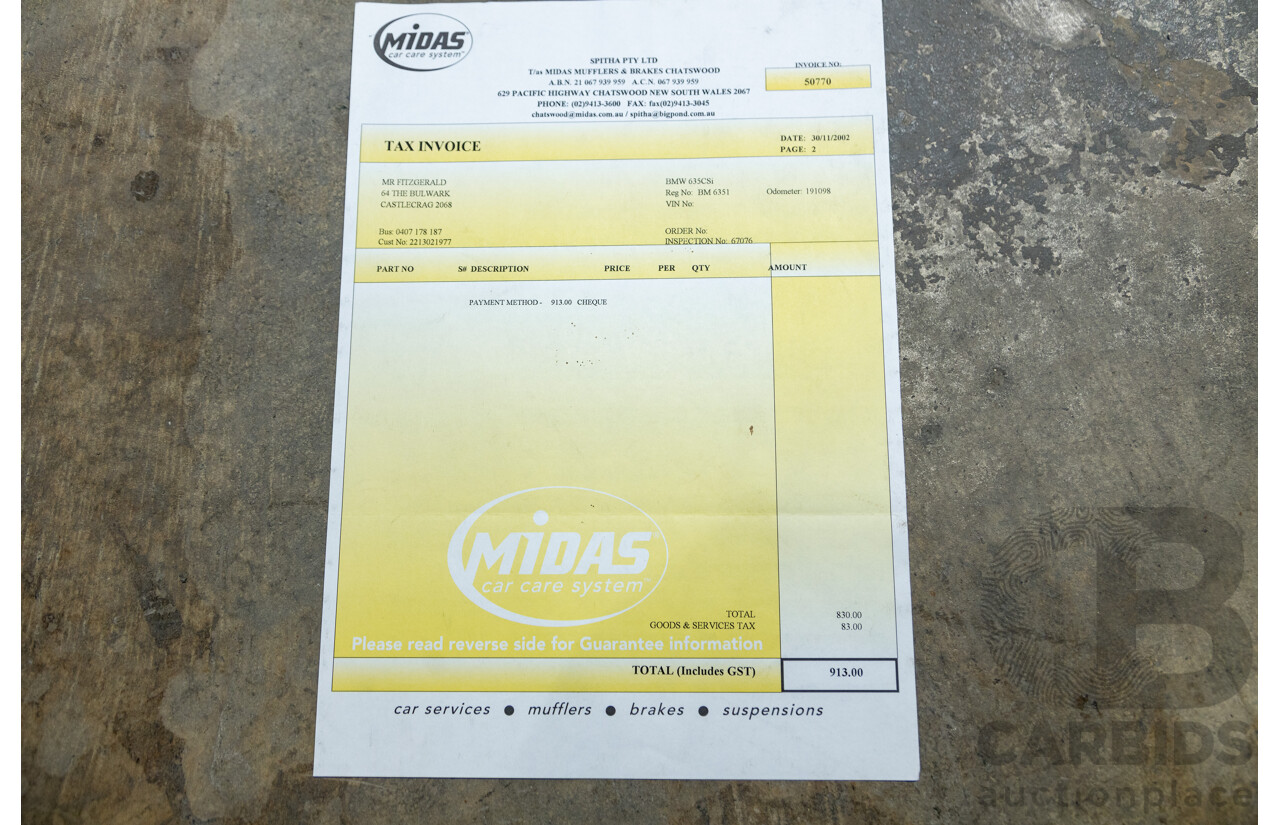 MiDAS
car care system™
SPITHA PTY LTD
T/as MIDAS MUFFLERS & BRAKES CHATSWOOD
A.B.N. 21 067 939 959 A.C.N. 067 939 959
629 PACIFIC HIGHWAY CHATSWOOD NEW SOUTH WALES 2067
PHONE: (02)9413-3600 FAX: fax(02)9413-3045
chatswood@midas.com.au / spitha@bigpond.com.au
INVOICE NO:
50770
TAX INVOICE
DATE: 30/11/2002
PAGE: 2
MR FITZGERALD
64 THE BULWARK
CASTLECRAG 2068
Bus: 0407 178 187
Cust No: 2213021977
BMW 635CSi
Reg No: BM 6351 Odometer: 191098
VIN No:
ORDER No:
INSPECTION No: 67076
PART NO S# DESCRIPTION PRICE PER QTY AMOUNT
PAYMENT METHOD - 913.00 CHEQUE
MiDAS
car care system™
TOTAL 830.00
GOODS & SERVICES TAX 83.00
Please read reverse side for Guarantee Information
TOTAL (Includes GST) 913.00
car services ● mufflers ● brakes ● suspensions
CB
CARBIDS
auctionplace